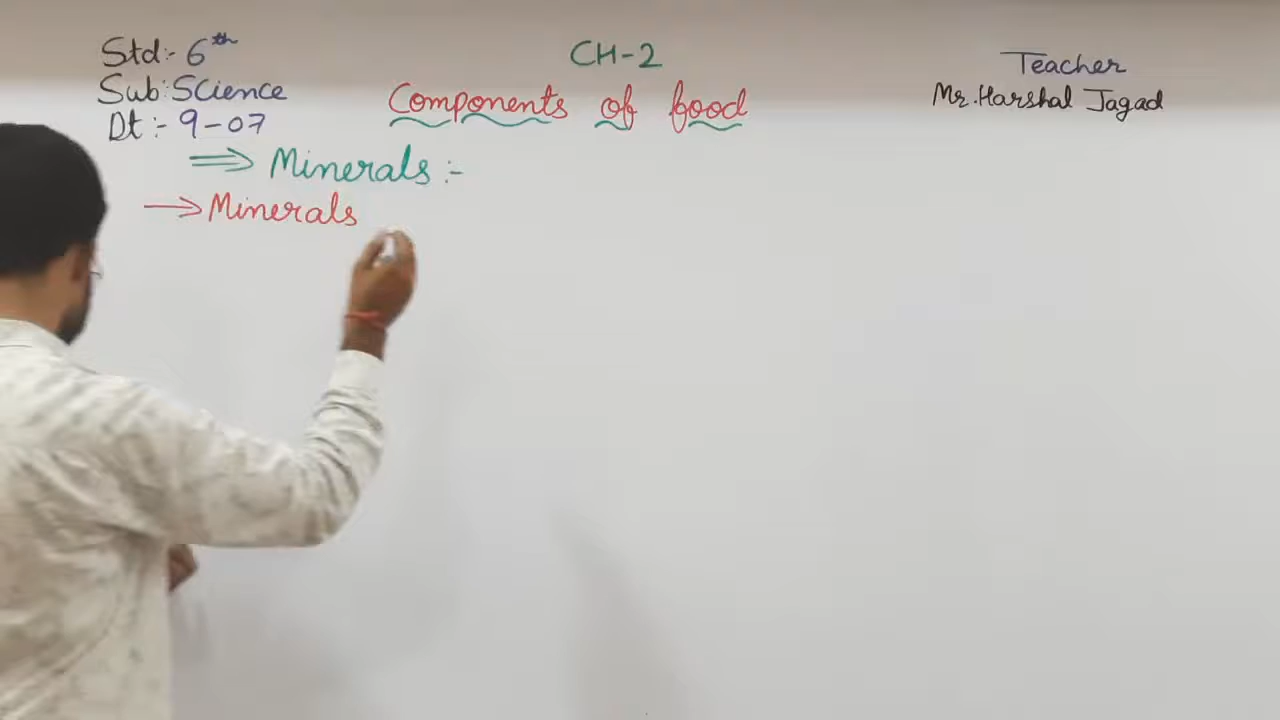 Std:- 6th
Sub:Science
Dt:- 9-07
CH-2
Components of food
Teacher
Mr. Harshal Jagad
⇒ Minerals:-
→ Minerals